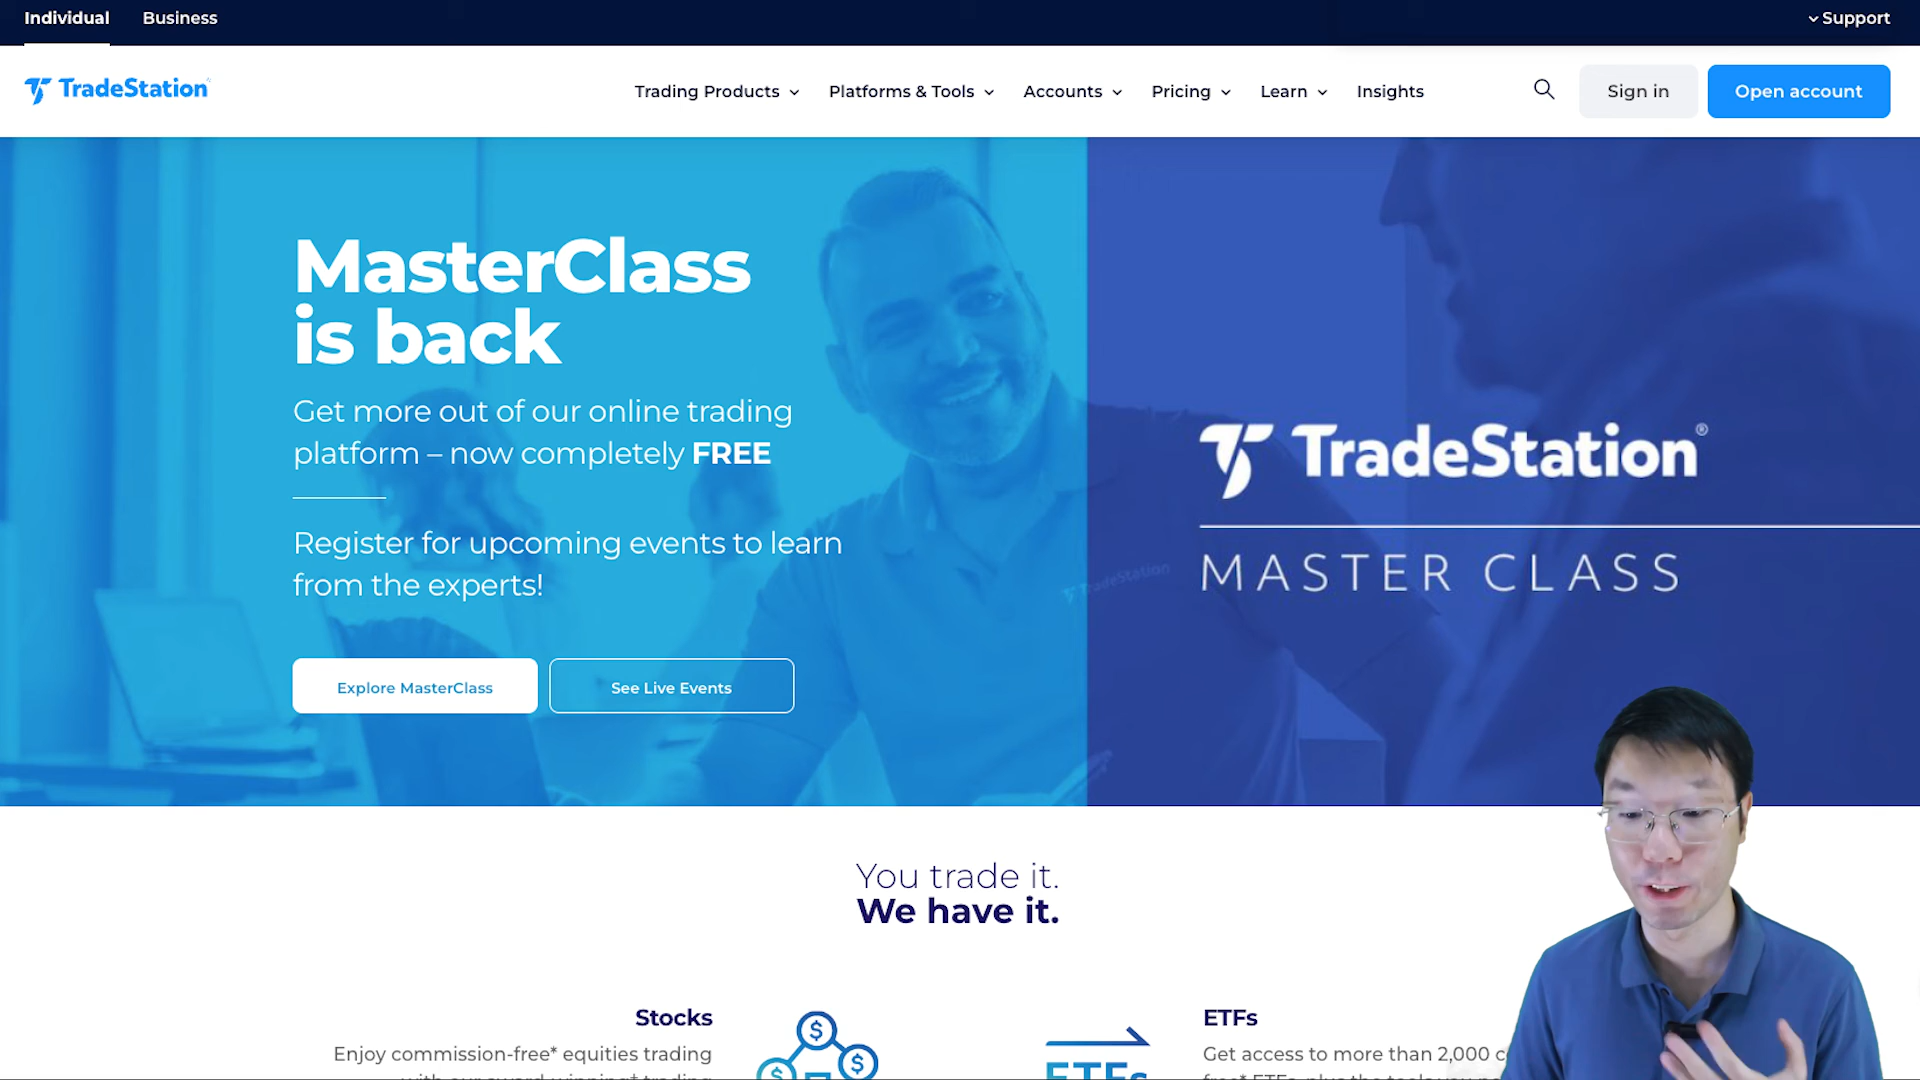 Individual
Business
Support
TradeStation
Trading Products
Platforms & Tools
Accounts
Pricing
Learn
Insights
Sign in
Open account
MasterClass
is back
Get more out of our online trading
platform – now completely FREE
Register for upcoming events to learn
from the experts!
Explore MasterClass
See Live Events
TradeStation
TradeStation®
MASTER CLASS
You trade it.
We have it.
Stocks
Enjoy commission-free* equities trading
ETFs
ETFs
Get access to more than 2,000